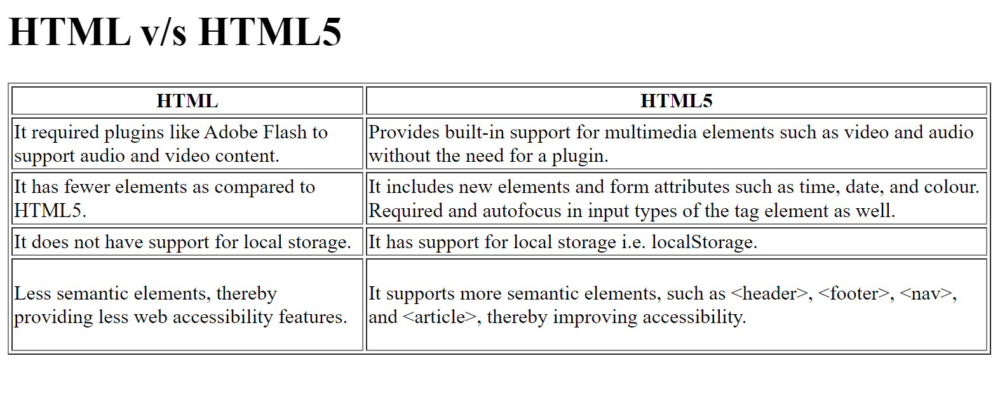 HTML v/s HTML5
HTML
HTML5
It required plugins like Adobe Flash to
support audio and video content.
Provides built-in support for multimedia elements such as video and audio
without the need for a plugin.
It has fewer elements as compared to
HTML5.
It includes new elements and form attributes such as time, date, and colour.
Required and autofocus in input types of the tag element as well.
It does not have support for local storage.
It has support for local storage i.e. localStorage.
Less semantic elements, thereby
providing less web accessibility features.
It supports more semantic elements, such as <header>, <footer>, <nav>,
and <article>, thereby improving accessibility.